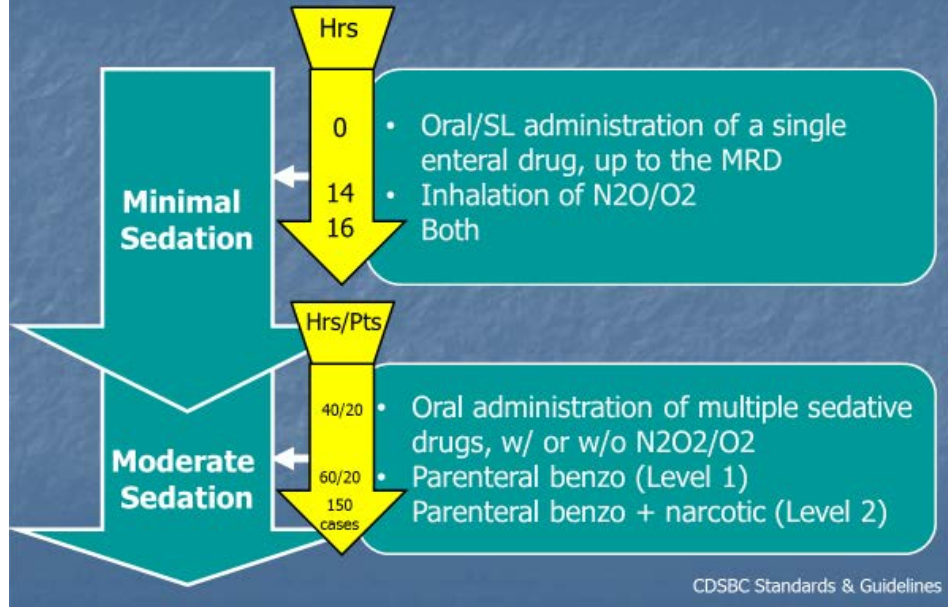 Hrs
Minimal
Sedation
0
14
16
• Oral/SL administration of a single
enteral drug, up to the MRD
• Inhalation of N2O/O2
• Both
Hrs/Pts
Moderate
Sedation
40/20
60/20
150
cases
• Oral administration of multiple sedative
drugs, w/ or w/o N2O2/O2
• Parenteral benzo (Level 1)
Parenteral benzo + narcotic (Level 2)
CDSBC Standards & Guidelines